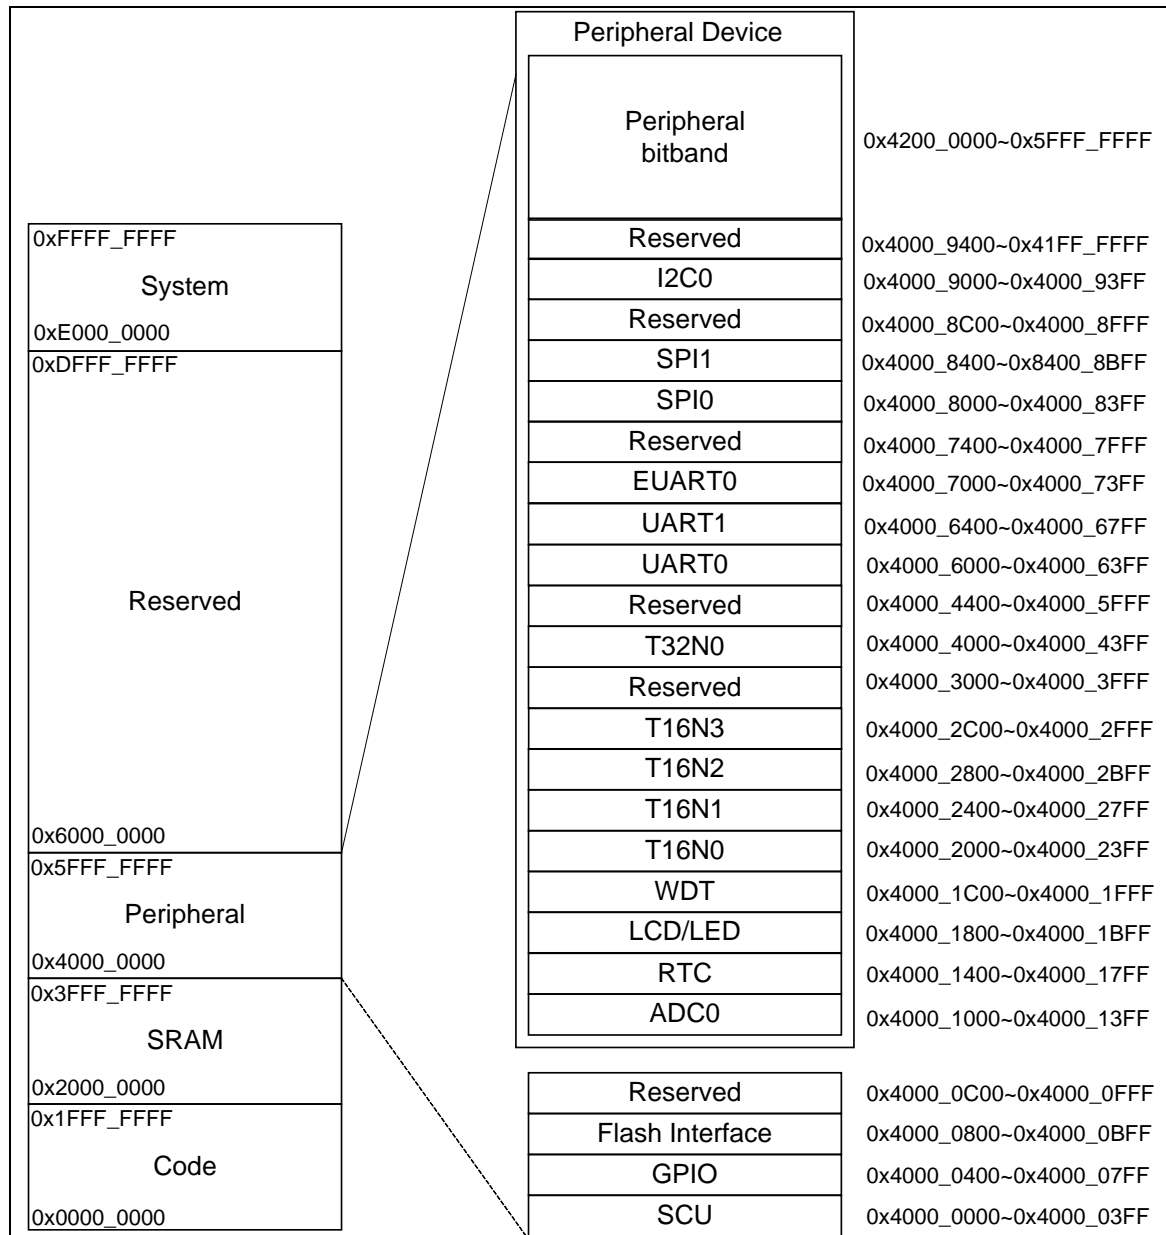 Peripheral Device
Peripheral
bitband
0x4200_0000~0x5FFF_FFFF
Reserved
0x4000_9400~0x41FF_FFFF
I2C0
0x4000_9000~0x4000_93FF
Reserved
0x4000_8C00~0x4000_8FFF
SPI1
0x4000_8400~0x8400_8BFF
SPI0
0x4000_8000~0x4000_83FF
Reserved
0x4000_7400~0x4000_7FFF
EUART0
0x4000_7000~0x4000_73FF
UART1
0x4000_6400~0x4000_67FF
UART0
0x4000_6000~0x4000_63FF
Reserved
0x4000_4400~0x4000_5FFF
T32N0
0x4000_4000~0x4000_43FF
Reserved
0x4000_3000~0x4000_3FFF
T16N3
0x4000_2C00~0x4000_2FFF
T16N2
0x4000_2800~0x4000_2BFF
T16N1
0x4000_2400~0x4000_27FF
T16N0
0x4000_2000~0x4000_23FF
WDT
0x4000_1C00~0x4000_1FFF
LCD/LED
0x4000_1800~0x4000_1BFF
RTC
0x4000_1400~0x4000_17FF
ADC0
0x4000_1000~0x4000_13FF
Reserved
0x4000_0C00~0x4000_0FFF
Flash Interface
0x4000_0800~0x4000_0BFF
GPIO
0x4000_0400~0x4000_07FF
SCU
0x4000_0000~0x4000_03FF
0xFFFF_FFFF
System
0xE000_0000
0xDFFF_FFFF
Reserved
0x6000_0000
0x5FFF_FFFF
Peripheral
0x4000_0000
0x3FFF_FFFF
SRAM
0x2000_0000
0x1FFF_FFFF
Code
0x0000_0000